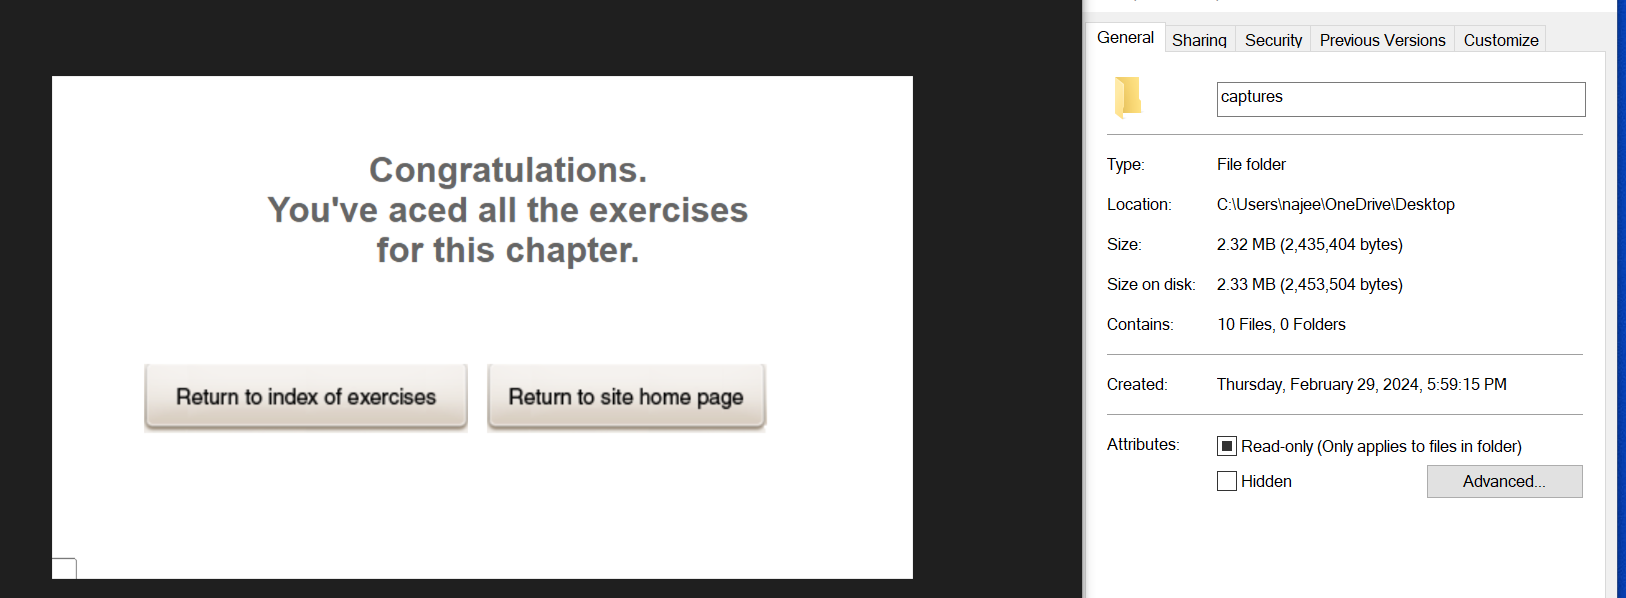 Congratulations.
You've aced all the exercises
for this chapter.
Return to index of exercises
Return to site home page
General
Sharing
Security
Previous Versions
Customize
captures
Type:
File folder
Location:
C:\Users\najee\OneDrive\Desktop
Size:
2.32 MB (2,435,404 bytes)
Size on disk:
2.33 MB (2,453,504 bytes)
Contains:
10 Files, 0 Folders
Created:
Thursday, February 29, 2024, 5:59:15 PM
Attributes:
Read-only (Only applies to files in folder)
Hidden
Advanced...